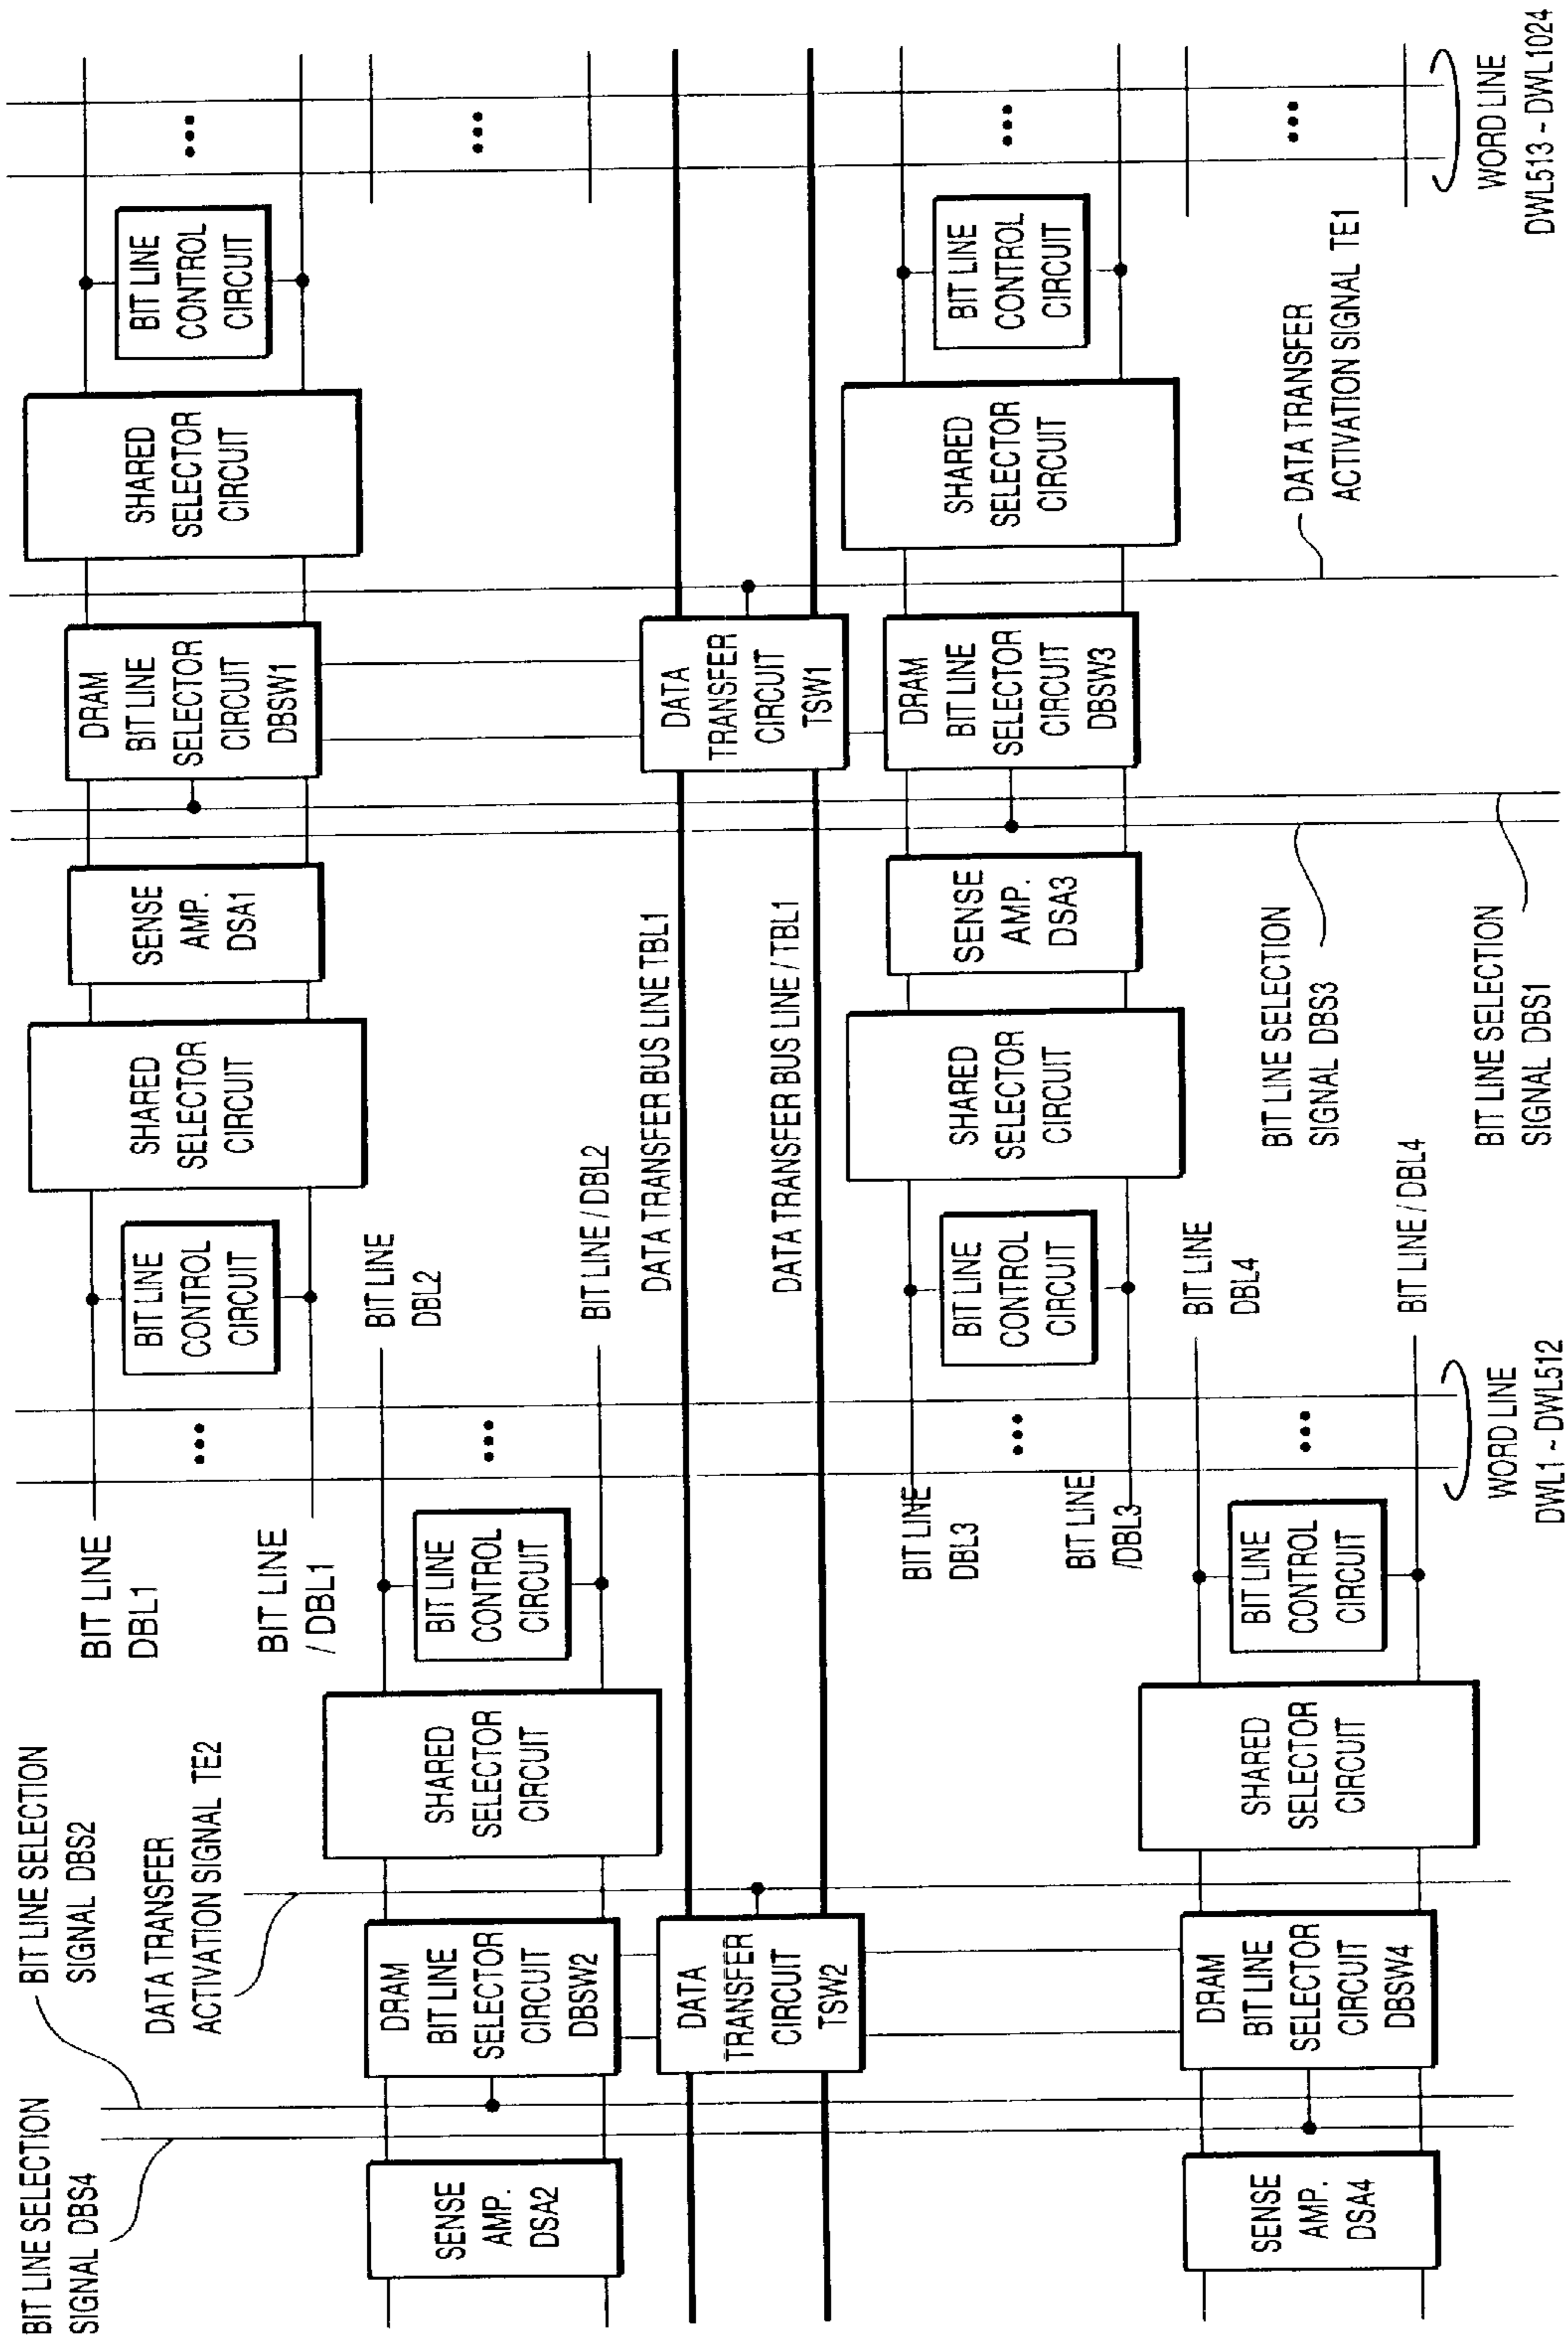 BIT LINE SELECTION
SIGNAL DBS4
BIT LINE SELECTION
SIGNAL DBS2
DATA TRANSFER
ACTIVATION SIGNAL TE2
BIT LINE
DBL1
BIT LINE
/ DBL1
BIT LINE
CONTROL
CIRCUIT
SHARED
SELECTOR
CIRCUIT
SENSE
AMP.
DSA1
DRAM
BIT LINE
SELECTOR
CIRCUIT
DBSW1
SHARED
SELECTOR
CIRCUIT
BIT LINE
CONTROL
CIRCUIT
SENSE
AMP.
DSA2
DRAM
BIT LINE
SELECTOR
CIRCUIT
DBSW2
SHARED
SELECTOR
CIRCUIT
BIT LINE
CONTROL
CIRCUIT
BIT LINE
DBL2
BIT LINE / DBL2
DATA TRANSFER BUS LINE TBL1
DATA TRANSFER BUS LINE / TBL1
DATA
TRANSFER
CIRCUIT
TSW2
DATA
TRANSFER
CIRCUIT
TSW1
BIT LINE
DBL3
BIT LINE
/DBL3
BIT LINE
CONTROL
CIRCUIT
SHARED
SELECTOR
CIRCUIT
SENSE
AMP.
DSA3
DRAM
BIT LINE
SELECTOR
CIRCUIT
DBSW3
SHARED
SELECTOR
CIRCUIT
BIT LINE
CONTROL
CIRCUIT
SENSE
AMP.
DSA4
DRAM
BIT LINE
SELECTOR
CIRCUIT
DBSW4
SHARED
SELECTOR
CIRCUIT
BIT LINE
CONTROL
CIRCUIT
BIT LINE
DBL4
BIT LINE / DBL4
BIT LINE SELECTION
SIGNAL DBS3
DATA TRANSFER
ACTIVATION SIGNAL TE1
WORD LINE
DWL1 ~ DWL512
BIT LINE SELECTION
SIGNAL DBS1
WORD LINE
DWL513 ~ DWL1024